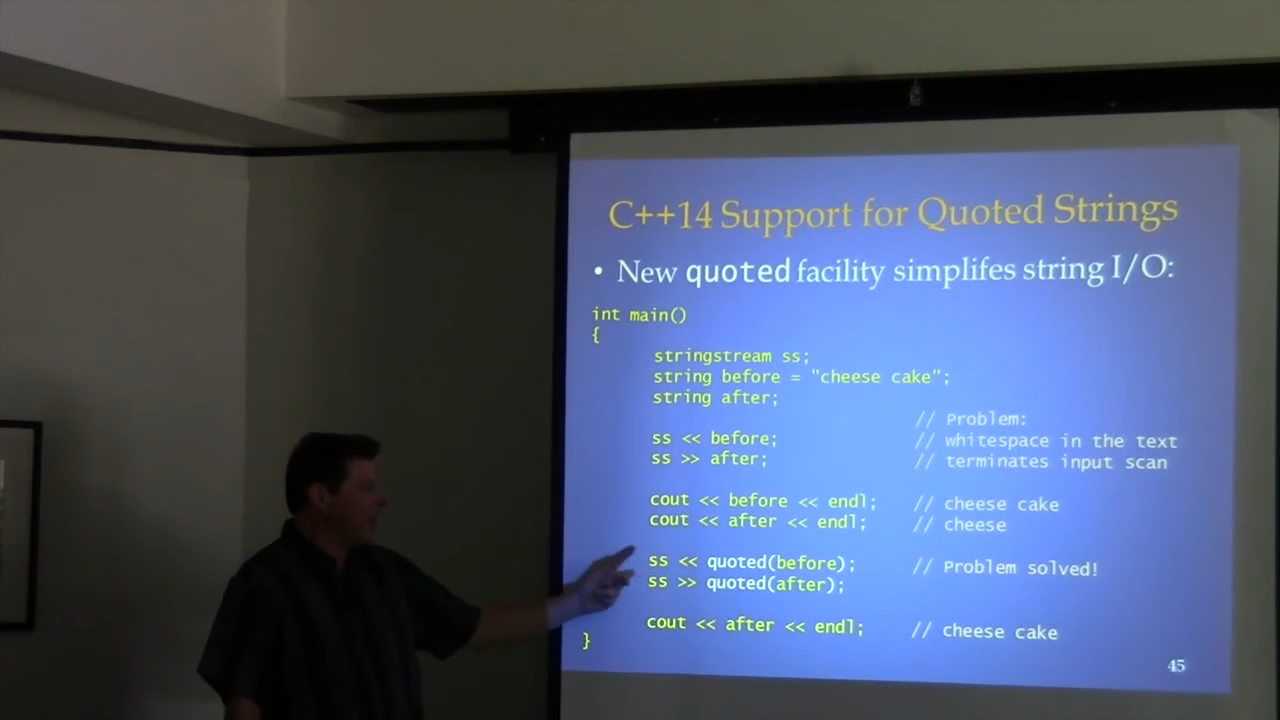 C++14 Support for Quoted Strings
• New quoted facility simplifes string I/O:
int main()
{
stringstream ss;
string before = "cheese cake";
string after;
// Problem:
ss << before; // whitespace in the text
ss >> after; // terminates input scan
cout << before << endl; // cheese cake
cout << after << endl; // cheese
ss << quoted(before); // Problem solved!
ss >> quoted(after);
cout << after << endl; // cheese cake
}
45